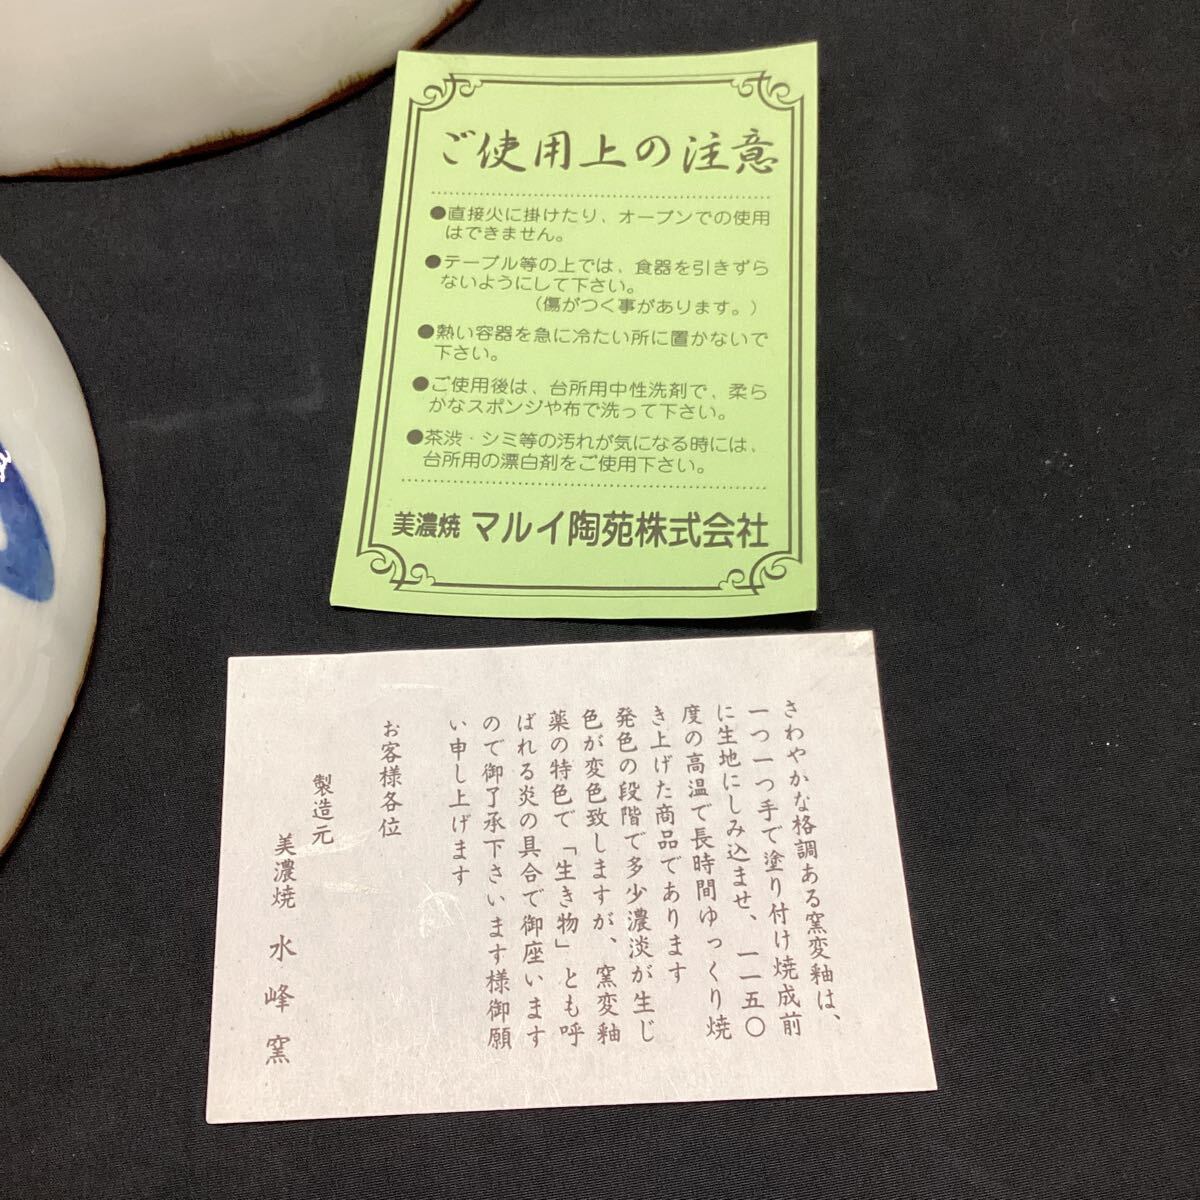 ご使用上の注意
●直接火に掛けたり、オーブンでの使用
はできません。
●テーブル等の上では、食器を引きずら
ないようにして下さい。
（傷がつく事があります。）
●熱い容器を急に冷たい所に置かないで
下さい。
●ご使用後は、台所用中性洗剤で、柔ら
かなスポンジや布で洗って下さい。
●茶渋・シミ等の汚れが気になる時には、
台所用の漂白剤をご使用下さい。
美濃焼 マルイ陶苑株式会社
さわやかな格調ある窯変釉は、
一つ一つ手で塗り付け焼成前
に生地にしみ込ませ、一一五〇
度の高温で長時間ゆっくり焼
き上げた商品であります
発色の段階で多少濃淡が生じ
色が変色致しますが、窯変釉
薬の特色で「生き物」とも呼
ばれる炎の具合で御座います
ので御了承下さいます様御願
い申し上げます
お客様各位
製造元
美濃焼 水峰窯